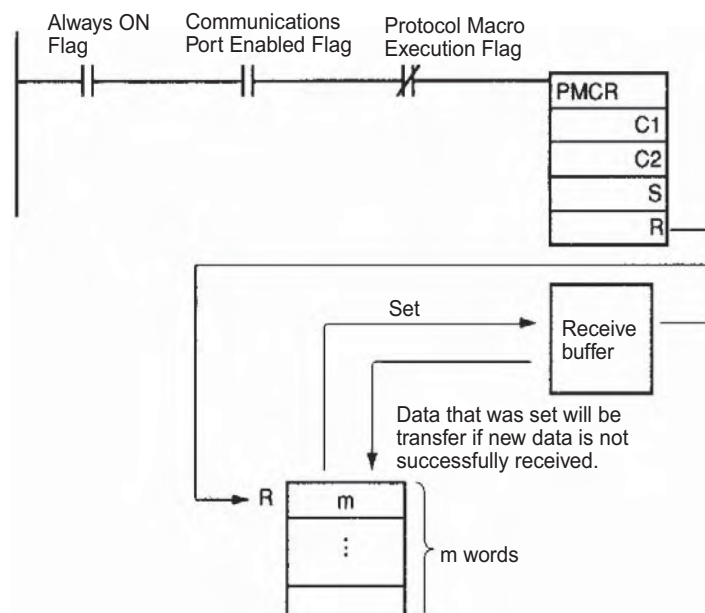 Always ON
Flag
Communications
Port Enabled Flag
Protocol Macro
Execution Flag
PMCR
C1
C2
S
R
Set
Receive
buffer
Data that was set will be
transfer if new data is not
successfully received.
R
m
m words